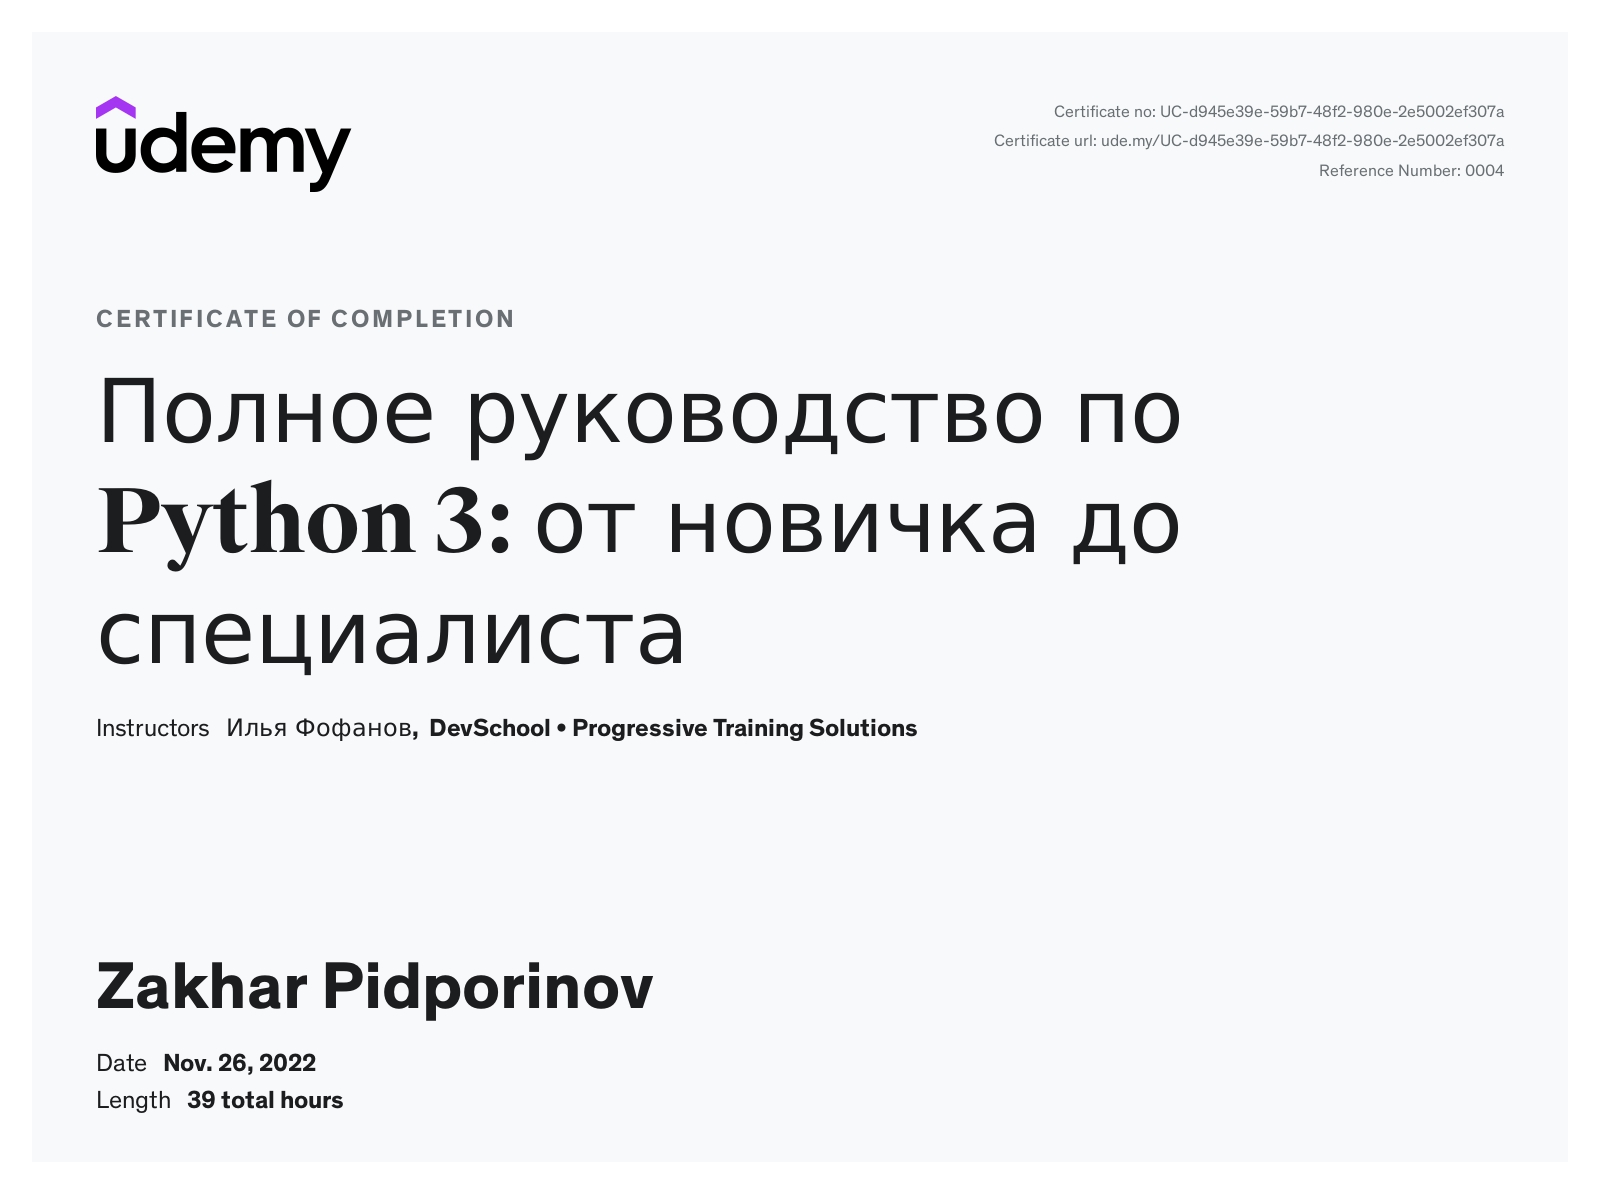 udemy
Certificate no: UC-d945e39e-59b7-48f2-980e-2e5002ef307a
Certificate url: ude.my/UC-d945e39e-59b7-48f2-980e-2e5002ef307a
Reference Number: 0004
CERTIFICATE OF COMPLETION
Полное руководство по
Python 3: от новичка до
специалиста
Instructors Илья Фофанов, DevSchool • Progressive Training Solutions
Zakhar Pidporinov
Date Nov. 26, 2022
Length 39 total hours